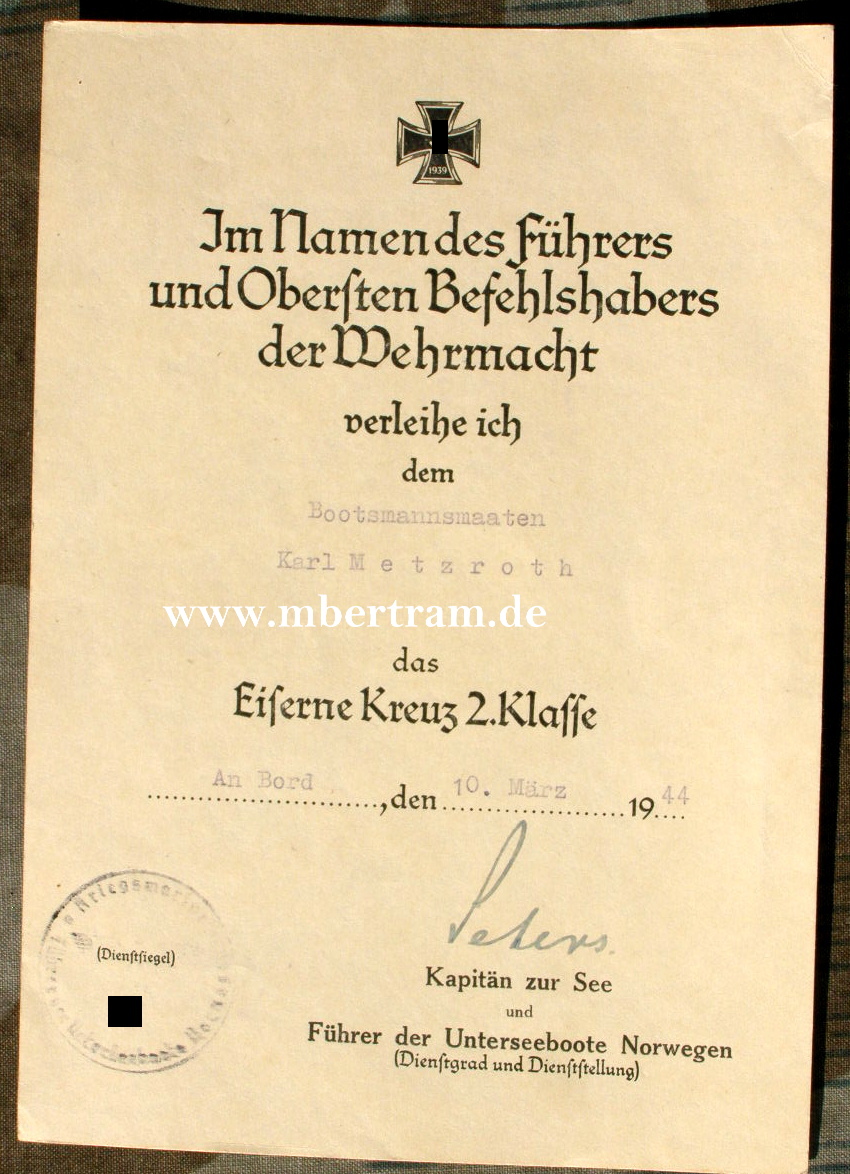 1939
Im Namen des Führers
und Obersten Befehlshabers
der Wehrmacht
verleihe ich
dem
Bootsmannsmaaten
Karl Metzroth
www.mbertram.de
das
Eiserne Kreuz 2.Klasse
An Bord, den 10. März 1944
Kriegsmarine
(Dienstsiegel)
Peters.
Kapitän zur See
und
Führer der Unterseeboote Norwegen
(Dienstgrad und Dienststellung)